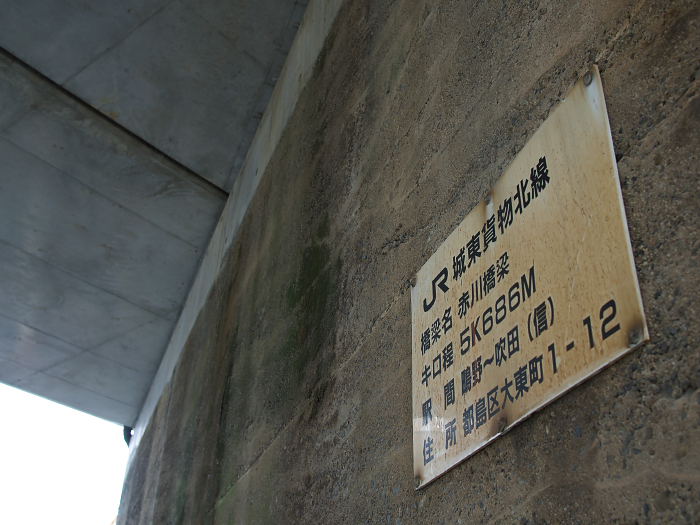 JR 城東貨物北線
橋梁名 赤川橋梁
キロ程 5K686M
駅 間 鴫野〜吹田（信）
住 所 都島区大東町1-12